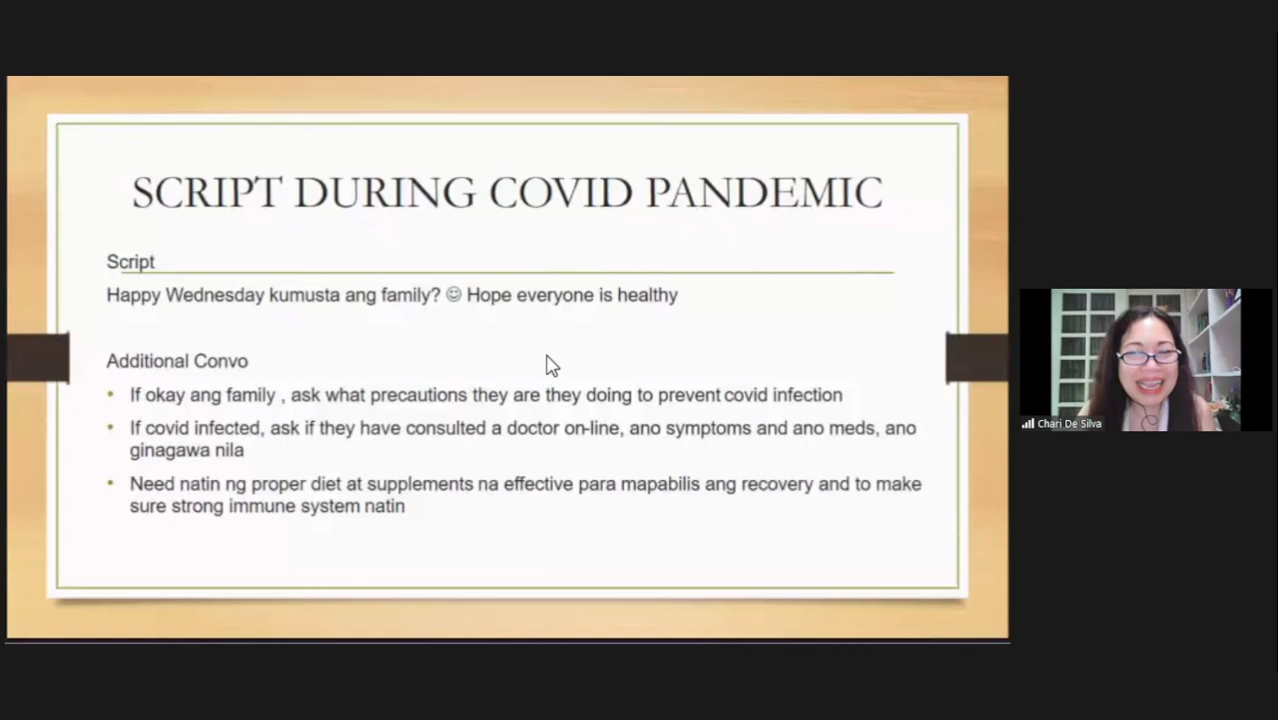 SCRIPT DURING COVID PANDEMIC
Script
Happy Wednesday kumusta ang family? ☺ Hope everyone is healthy
Additional Convo
• If okay ang family , ask what precautions they are they doing to prevent covid infection
• If covid infected, ask if they have consulted a doctor on-line, ano symptoms and ano meds, ano
ginagawa nila
• Need natin ng proper diet at supplements na effective para mapabilis ang recovery and to make
sure strong immune system natin
Chari De Silva